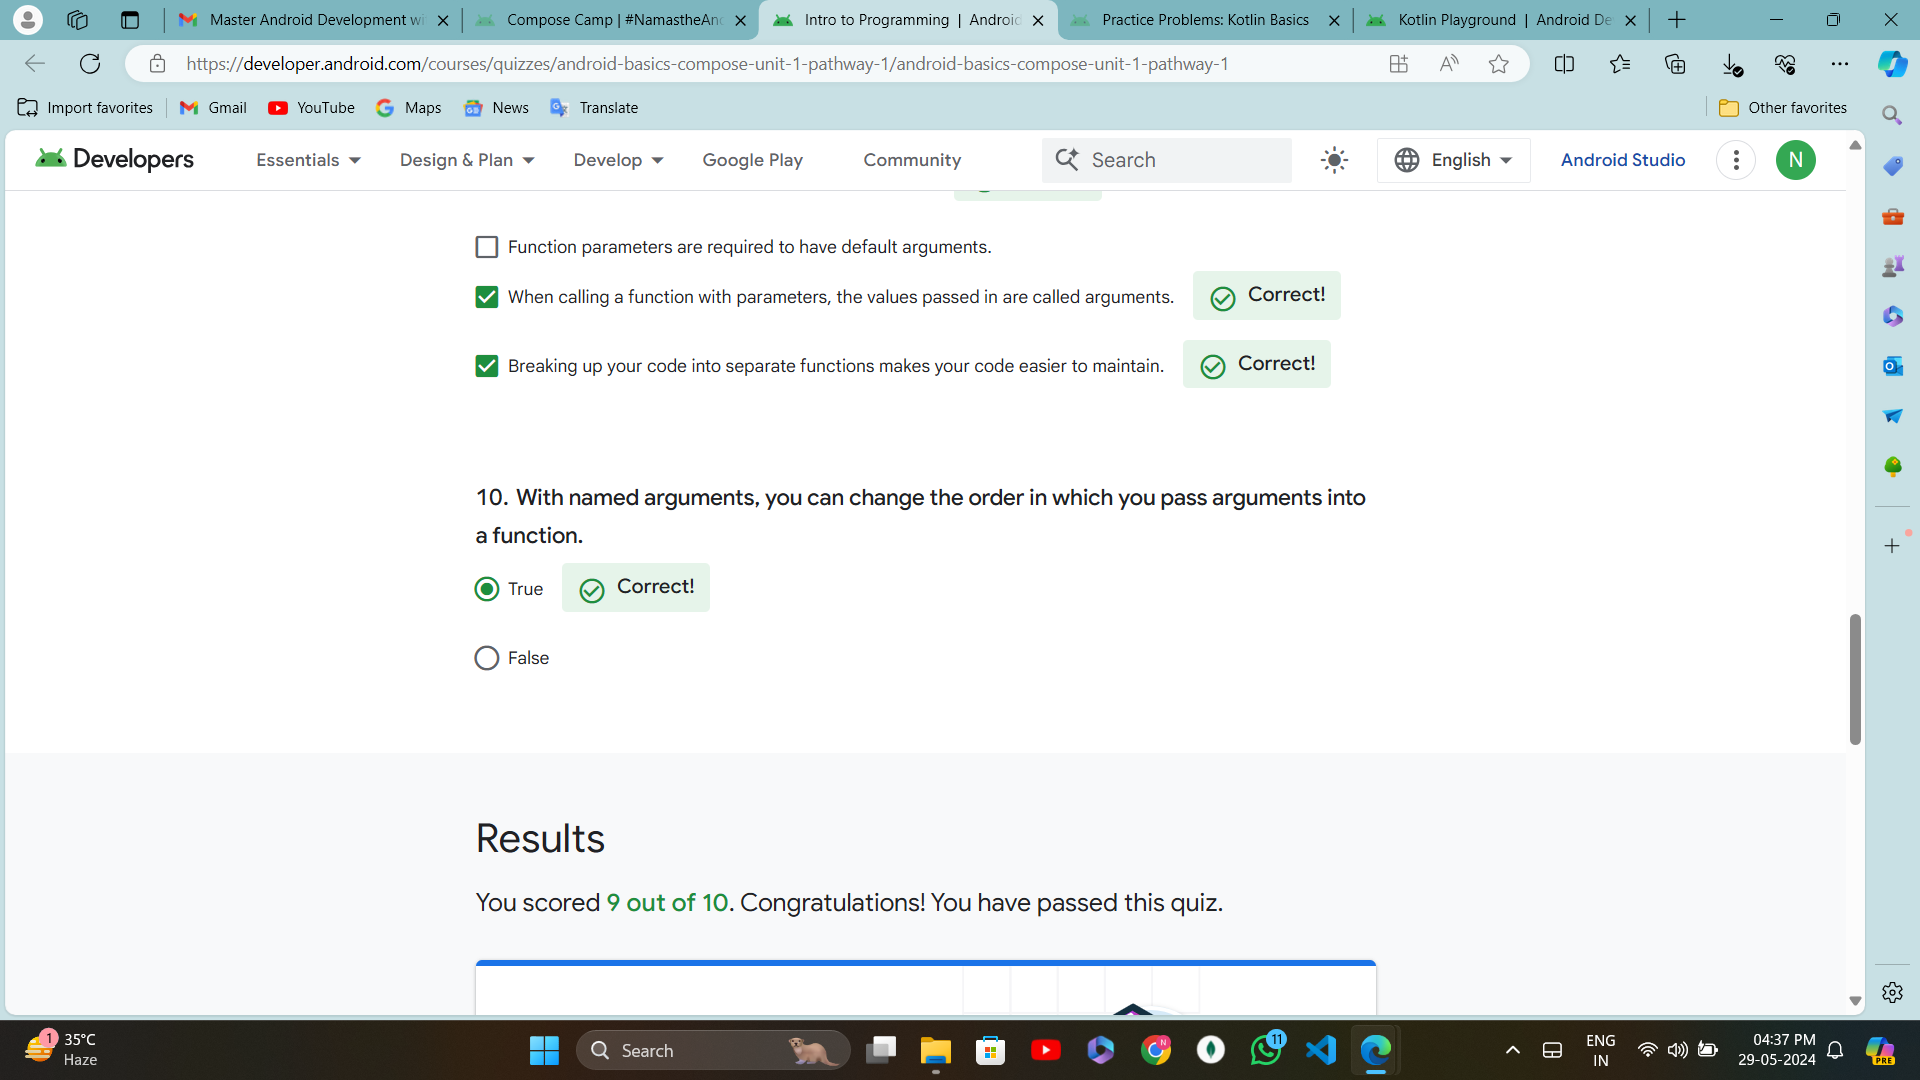 Master Android Development wi
Compose Camp | #NamastheAn
Intro to Programming | Androi
Practice Problems: Kotlin Basics
Kotlin Playground | Android De
https://developer.android.com/courses/quizzes/android-basics-compose-unit-1-pathway-1/android-basics-compose-unit-1-pathway-1
Import favorites
Gmail
YouTube
Maps
News
Translate
Other favorites
Developers
Essentials
Design & Plan
Develop
Google Play
Community
Search
English
Android Studio
N
Function parameters are required to have default arguments.
When calling a function with parameters, the values passed in are called arguments.
Correct!
Breaking up your code into separate functions makes your code easier to maintain.
Correct!
10. With named arguments, you can change the order in which you pass arguments into
a function.
True
Correct!
False
Results
You scored 9 out of 10. Congratulations! You have passed this quiz.
1
35°C
Haze
Search
N
11
ENG
IN
04:37 PM
29-05-2024
PRE